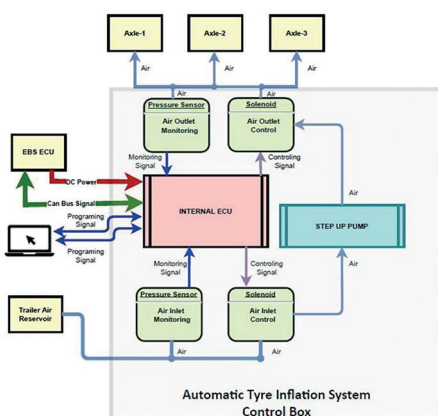 Axle-1
Axle-2
Axle-3
Air
Air
Air
Air
Air
Pressure Sensor
Air Outlet
Monitoring
Solenoid
Air Outlet
Control
EBS ECU
DC Power
Can Bus Signal
Monitoring
Signal
Controling
Signal
Air
Programing
Signal
Programing
Signal
INTERNAL ECU
STEP UP PUMP
Monitoring
Signal
Controling
Signal
Air
Trailer Air
Reservoir
Pressure Sensor
Air Inlet
Monitoring
Solenoid
Air Inlet
Control
Air
Air
Automatic Tyre Inflation System
Control Box